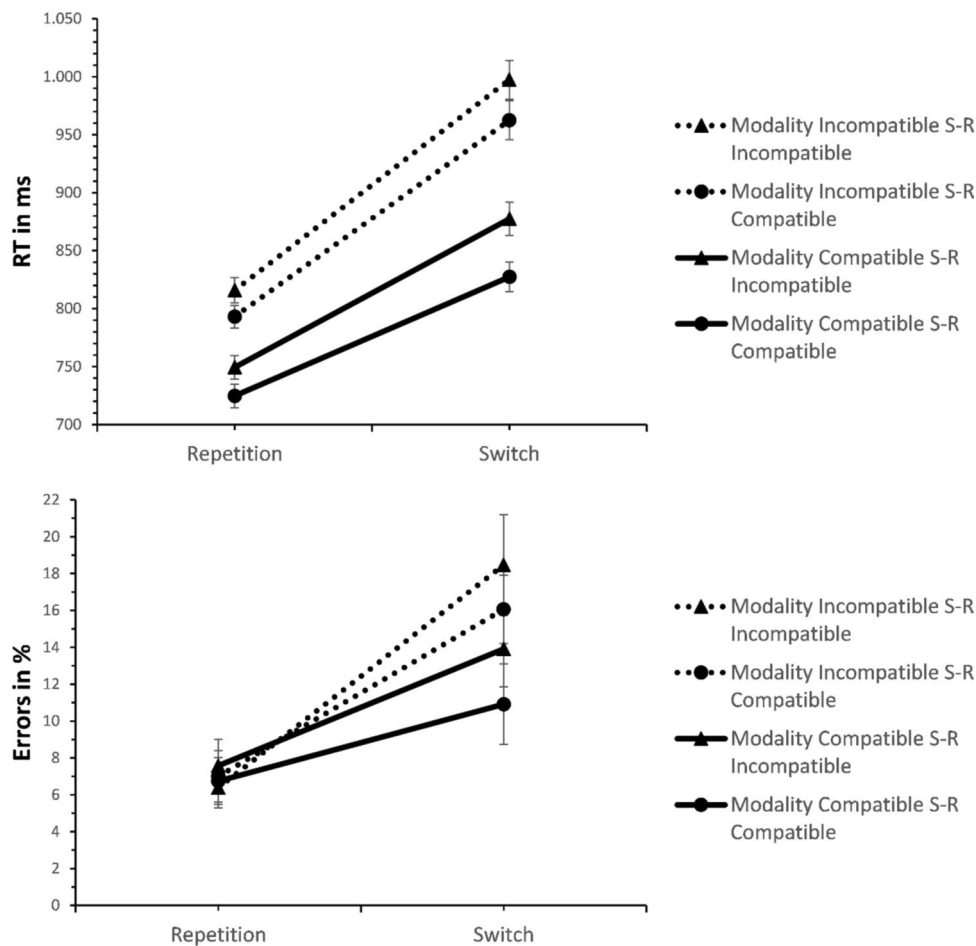 1.050
1.000
950
900
850
800
750
700
RT in ms
Repetition
Switch
Modality Incompatible S-R
Incompatible
Modality Incompatible S-R
Compatible
Modality Compatible S-R
Incompatible
Modality Compatible S-R
Compatible
22
20
18
16
14
12
10
8
6
4
2
0
Errors in %
Repetition
Switch
Modality Incompatible S-R
Incompatible
Modality Incompatible S-R
Compatible
Modality Compatible S-R
Incompatible
Modality Compatible S-R
Compatible